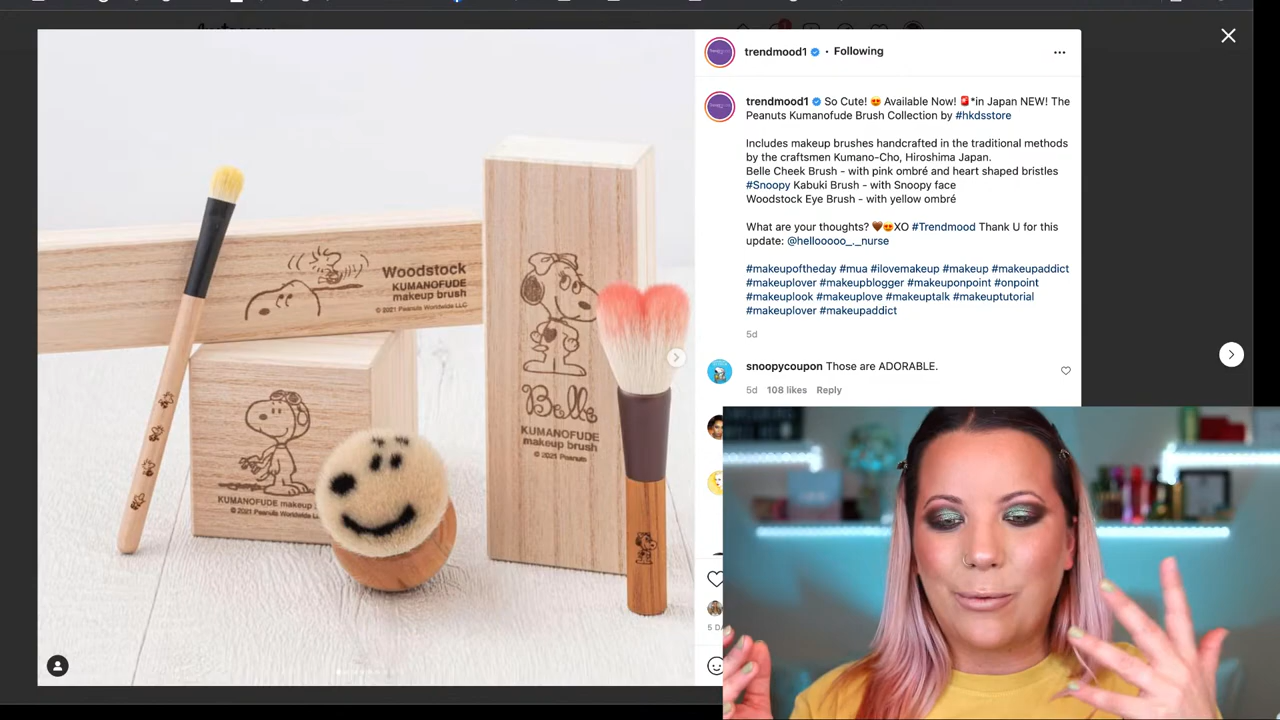 Woodstock
KUMANOFUDE
makeup brush
© 2021 Peanuts Worldwide LLC
KUMANOFUDE makeup
© 2021 Peanuts Worldwide
Belle
KUMANOFUDE
makeup brush
© 2021 Peanuts
trendmood1 • Following
trendmood1 So Cute! 😍 Available Now! 🚨*in Japan NEW! The
Peanuts Kumanofude Brush Collection by #hkdsstore
Includes makeup brushes handcrafted in the traditional methods
by the craftsmen Kumano-Cho, Hiroshima Japan.
Belle Cheek Brush - with pink ombré and heart shaped bristles
#Snoopy Kabuki Brush - with Snoopy face
Woodstock Eye Brush - with yellow ombré
What are your thoughts? 🤎😍XO #Trendmood Thank U for this
update: @hellooooo_._nurse
#makeupoftheday #mua #ilovemakeup #makeup #makeupaddict
#makeuplover #makeupblogger #makeuponpoint #onpoint
#makeuplook #makeuplove #makeuptalk #makeuptutorial
#makeuplover #makeupaddict
5d
snoopycoupon Those are ADORABLE.
5d 108 likes Reply
5 D